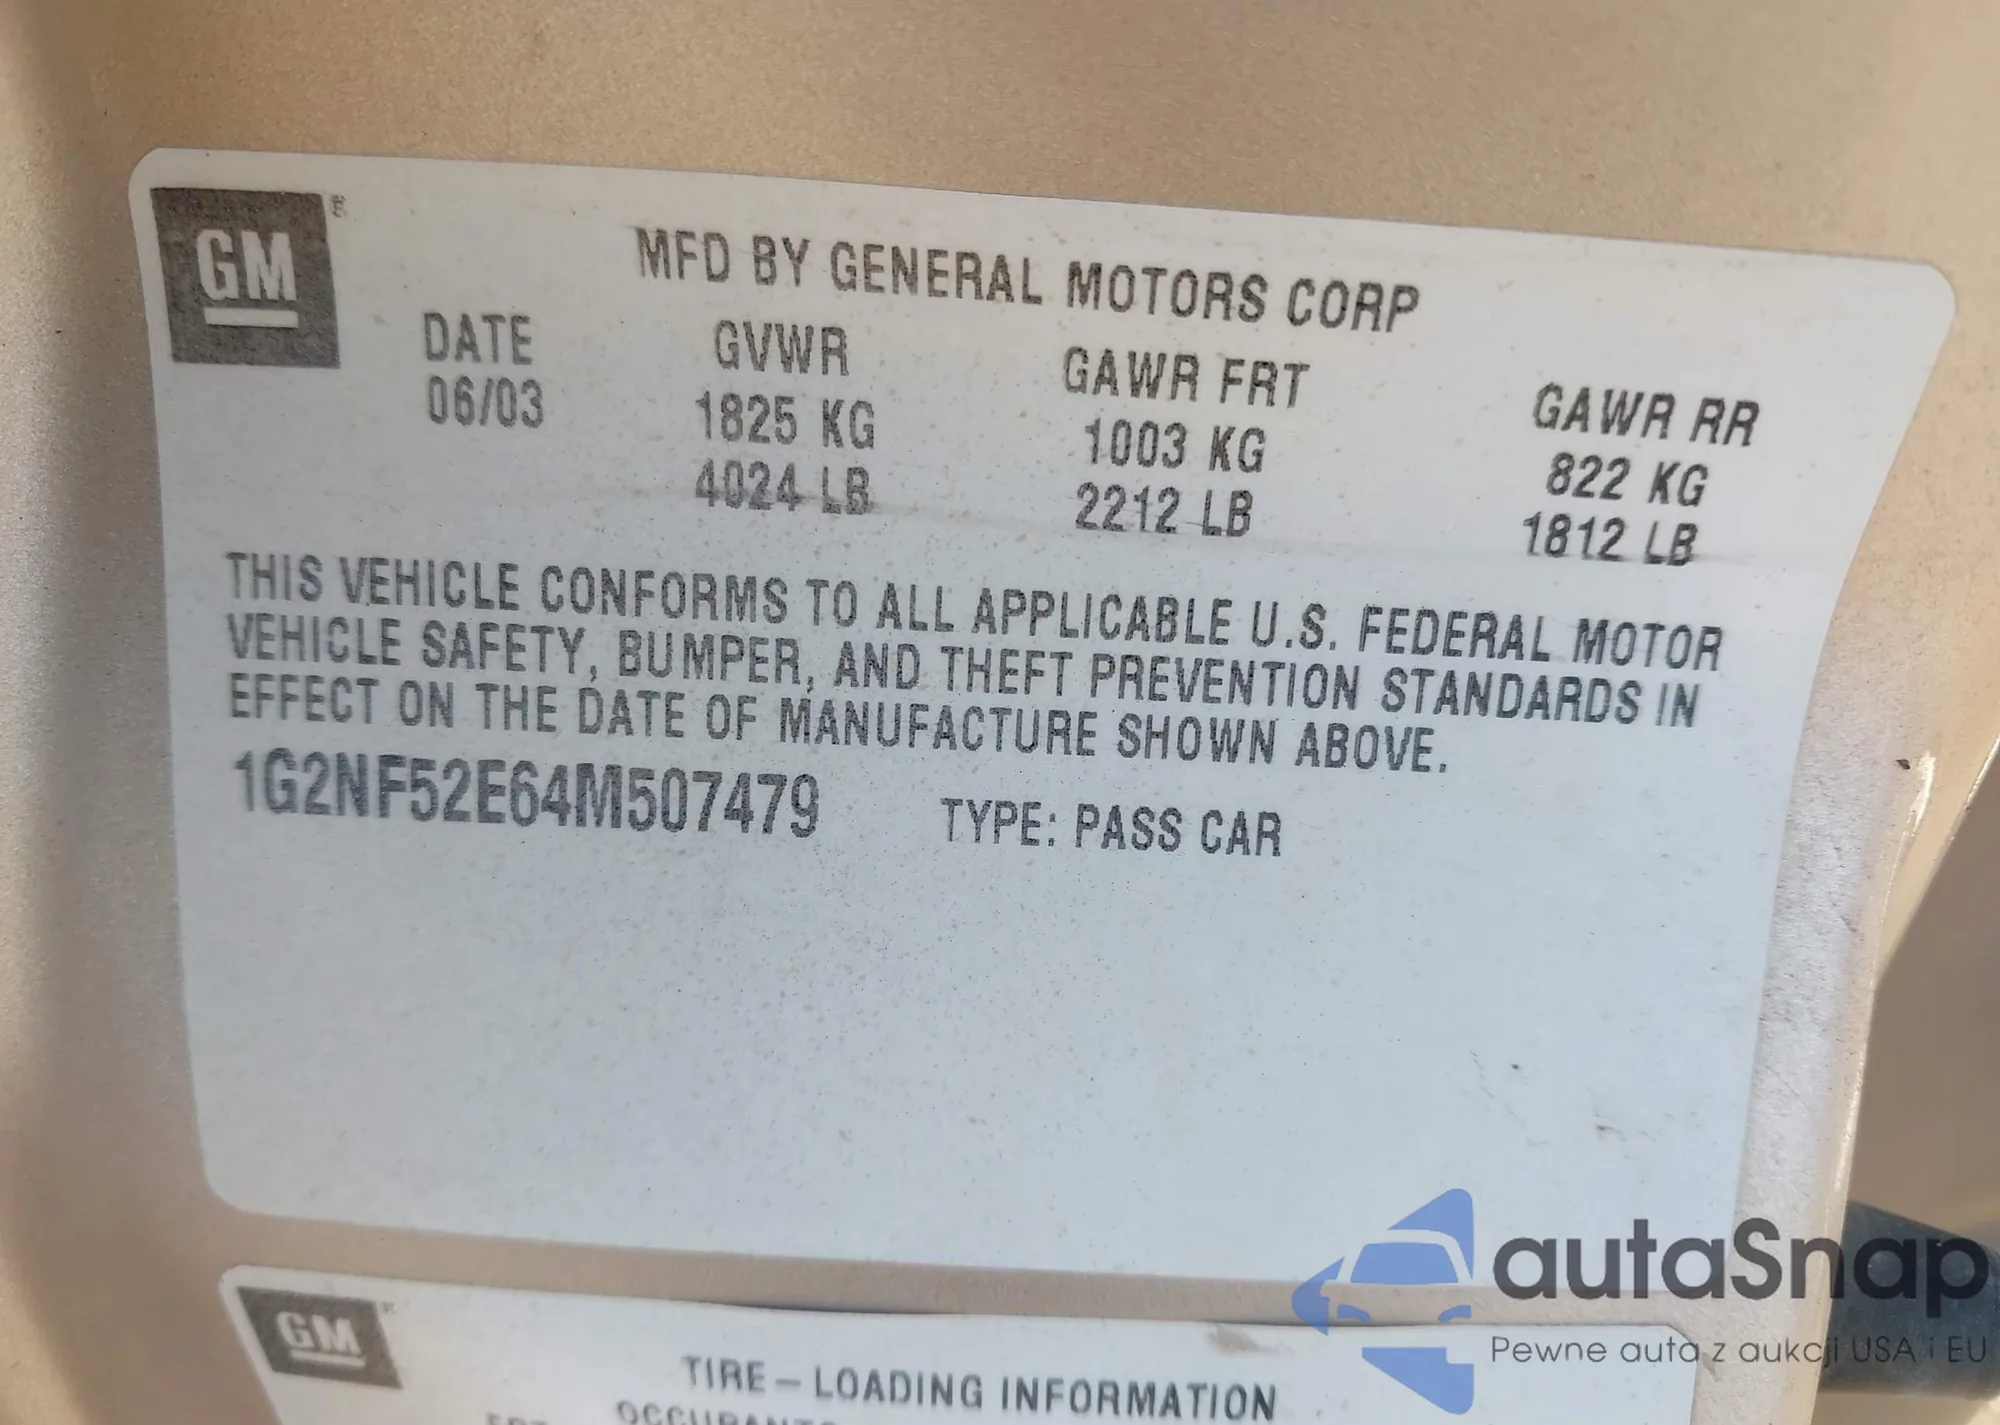 GM
MFD BY GENERAL MOTORS CORP
DATE GVWR GAWR FRT GAWR RR
06/03 1825 KG 1003 KG 822 KG
4024 LB 2212 LB 1812 LB
THIS VEHICLE CONFORMS TO ALL APPLICABLE U.S. FEDERAL MOTOR
VEHICLE SAFETY, BUMPER, AND THEFT PREVENTION STANDARDS IN
EFFECT ON THE DATE OF MANUFACTURE SHOWN ABOVE.
1G2NF52E64M507479 TYPE: PASS CAR
GM
TIRE – LOADING INFORMATION
autaSnap
Pewne auta z aukcji USA i EU